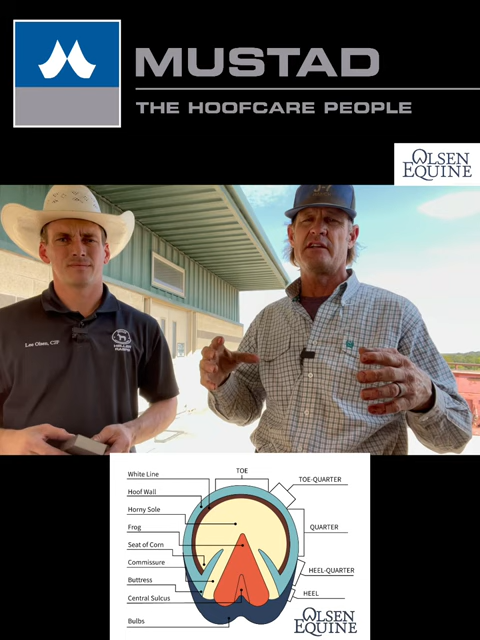 MUSTAD
THE HOOFCARE PEOPLE
OLSEN
EQUINE
Lee Olsen, CJF
White Line
Hoof Wall
Horny Sole
Frog
Seat of Corn
Commissure
Buttress
Central Sulcus
Bulbs
TOE
TOE-QUARTER
QUARTER
HEEL-QUARTER
HEEL
OLSEN
EQUINE